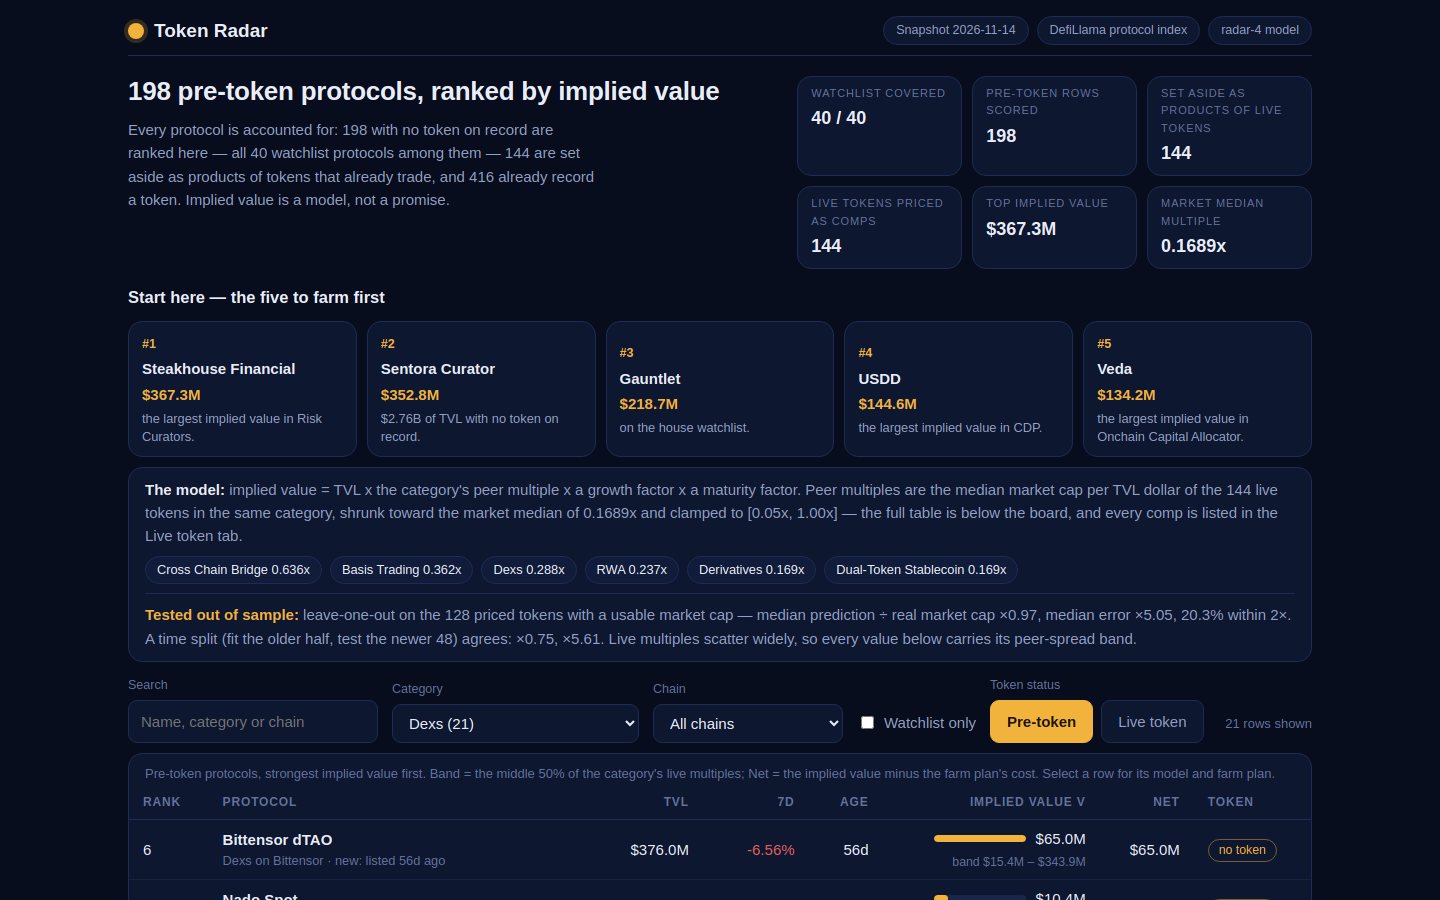 Token Radar
Snapshot 2026-11-14
DefiLlama protocol index
radar-4 model
198 pre-token protocols, ranked by implied value
Every protocol is accounted for: 198 with no token on record are
ranked here — all 40 watchlist protocols among them — 144 are set
aside as products of tokens that already trade, and 416 already record
a token. Implied value is a model, not a promise.
WATCHLIST COVERED
40 / 40
PRE-TOKEN ROWS
SCORED
198
SET ASIDE AS
PRODUCTS OF LIVE
TOKENS
144
LIVE TOKENS PRICED
AS COMPS
144
TOP IMPLIED VALUE
$367.3M
MARKET MEDIAN
MULTIPLE
0.1689x
Start here — the five to farm first
#1
Steakhouse Financial
$367.3M
the largest implied value in Risk
Curators.
#2
Sentora Curator
$352.8M
$2.76B of TVL with no token on
record.
#3
Gauntlet
$218.7M
on the house watchlist.
#4
USDD
$144.6M
the largest implied value in CDP.
#5
Veda
$134.2M
the largest implied value in
Onchain Capital Allocator.
The model: implied value = TVL x the category's peer multiple x a growth factor x a maturity factor. Peer multiples are the median market cap per TVL dollar of the 144 live
tokens in the same category, shrunk toward the market median of 0.1689x and clamped to [0.05x, 1.00x] — the full table is below the board, and every comp is listed in the
Live token tab.
Cross Chain Bridge 0.636x
Basis Trading 0.362x
Dexs 0.288x
RWA 0.237x
Derivatives 0.169x
Dual-Token Stablecoin 0.169x
Tested out of sample: leave-one-out on the 128 priced tokens with a usable market cap — median prediction ÷ real market cap ×0.97, median error ×5.05, 20.3% within 2×.
A time split (fit the older half, test the newer 48) agrees: ×0.75, ×5.61. Live multiples scatter widely, so every value below carries its peer-spread band.
Search
Name, category or chain
Category
Dexs (21)
Chain
All chains
Watchlist only
Token status
Pre-token
Live token
21 rows shown
Pre-token protocols, strongest implied value first. Band = the middle 50% of the category's live multiples; Net = the implied value minus the farm plan's cost. Select a row for its model and farm plan.
RANK
PROTOCOL
TVL
7D
AGE
IMPLIED VALUE V
NET
TOKEN
6
Bittensor dTAO
Dexs on Bittensor · new: listed 56d ago
$376.0M
-6.56%
56d
$65.0M
band $15.4M – $343.9M
$65.0M
no token
Nado Spot
$10.4M